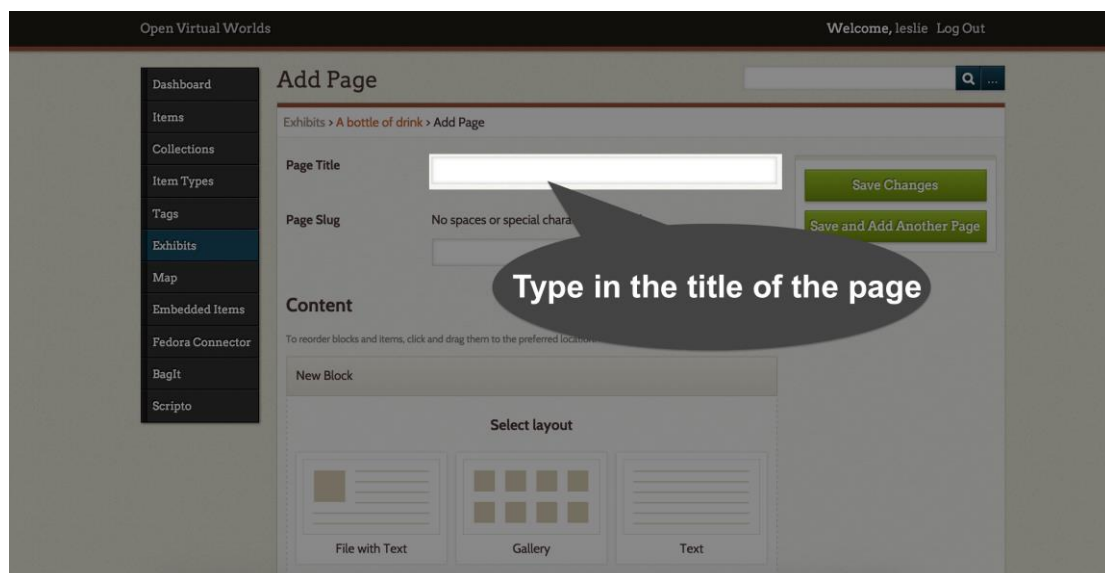 Open Virtual Worlds
Welcome, leslie Log Out
Dashboard
Items
Collections
Item Types
Tags
Exhibits
Map
Embedded Items
Fedora Connector
BagIt
Scripto
Add Page
...
Exhibits › A bottle of drink › Add Page
Page Title
Save Changes
Save and Add Another Page
Page Slug
No spaces or special
Type in the title of the page
Content
To reorder blocks and items, click and drag them to the preferred
New Block
Select layout
File with Text
Gallery
Text